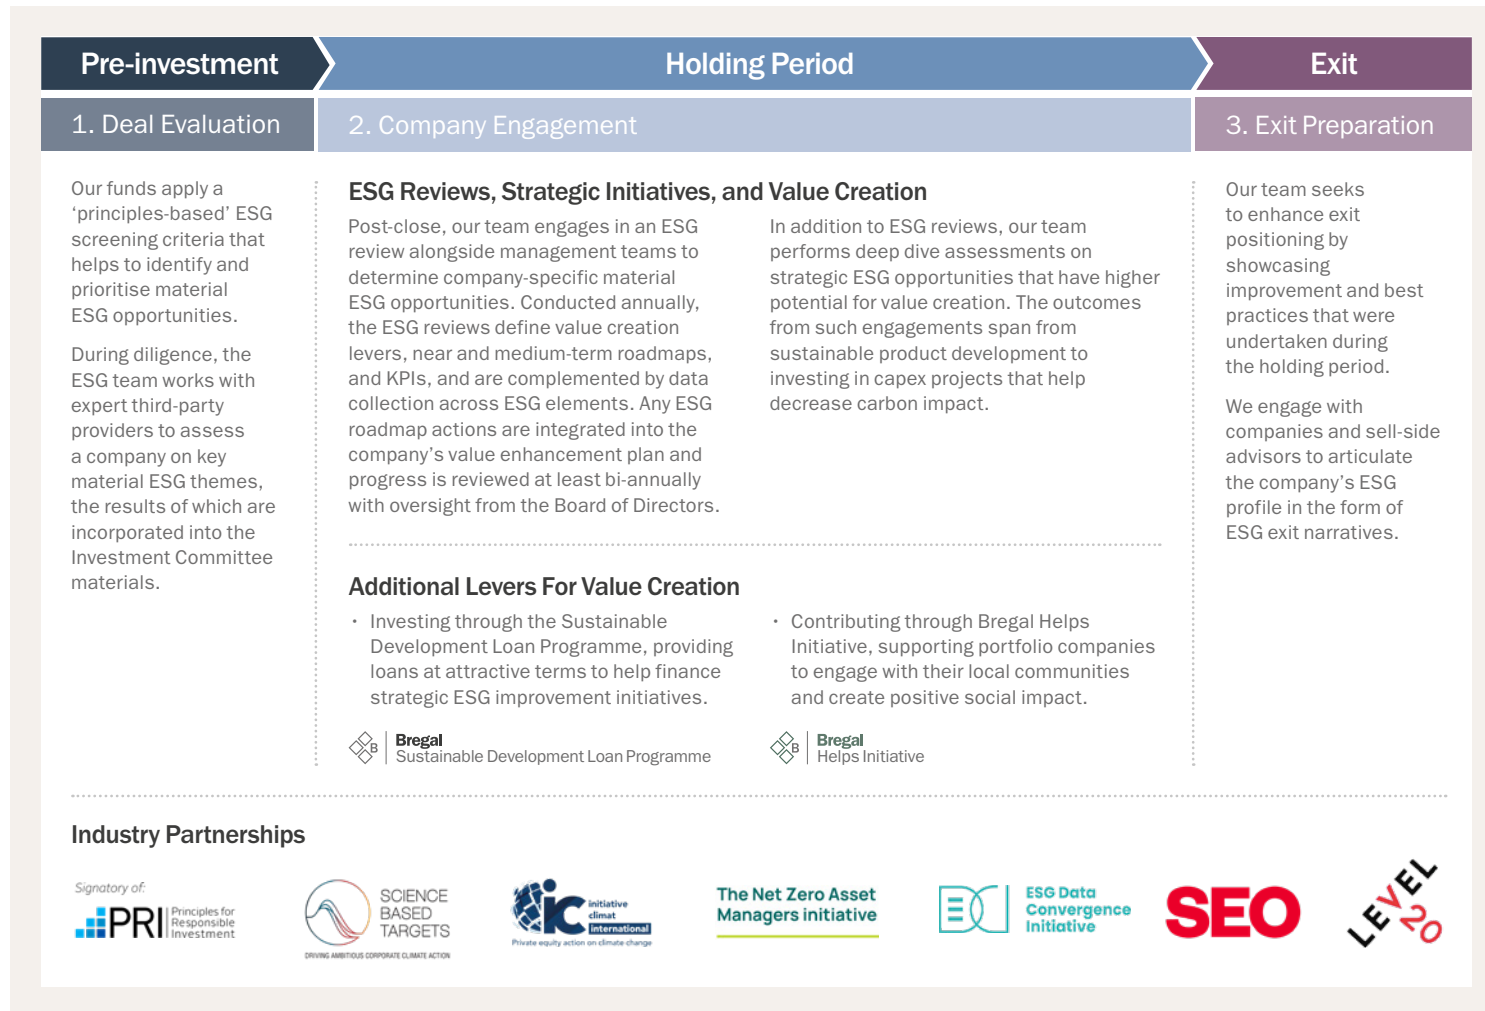 Pre-investment
Holding Period
Exit
1. Deal Evaluation
2. Company Engagement
3. Exit Preparation
Our funds apply a
‘principles-based’ ESG
screening criteria that
helps to identify and
prioritise material
ESG opportunities.
During diligence, the
ESG team works with
expert third-party
providers to assess
a company on key
material ESG themes,
the results of which are
incorporated into the
Investment Committee
materials.
ESG Reviews, Strategic Initiatives, and Value Creation
Post-close, our team engages in an ESG
review alongside management teams to
determine company-specific material
ESG opportunities. Conducted annually,
the ESG reviews define value creation
levers, near and medium-term roadmaps,
and KPIs, and are complemented by data
collection across ESG elements. Any ESG
roadmap actions are integrated into the
company’s value enhancement plan and
progress is reviewed at least bi-annually
with oversight from the Board of Directors.
In addition to ESG reviews, our team
performs deep dive assessments on
strategic ESG opportunities that have higher
potential for value creation. The outcomes
from such engagements span from
sustainable product development to
investing in capex projects that help
decrease carbon impact.
Additional Levers For Value Creation
• Investing through the Sustainable
Development Loan Programme, providing
loans at attractive terms to help finance
strategic ESG improvement initiatives.
B
Bregal
Sustainable Development Loan Programme
• Contributing through Bregal Helps
Initiative, supporting portfolio companies
to engage with their local communities
and create positive social impact.
B
Bregal
Helps Initiative
Our team seeks
to enhance exit
positioning by
showcasing
improvement and best
practices that were
undertaken during
the holding period.
We engage with
companies and sell-side
advisors to articulate
the company’s ESG
profile in the form of
ESG exit narratives.
Industry Partnerships
Signatory of:
PRI
Principles for
Responsible
Investment
SCIENCE
BASED
TARGETS
DRIVING AMBITIOUS CORPORATE CLIMATE ACTION
iC
initiative
climat
international
Private equity action on climate change
The Net Zero Asset
Managers initiative
ESG Data
Convergence
Initiative
SEO
LEVEL
20